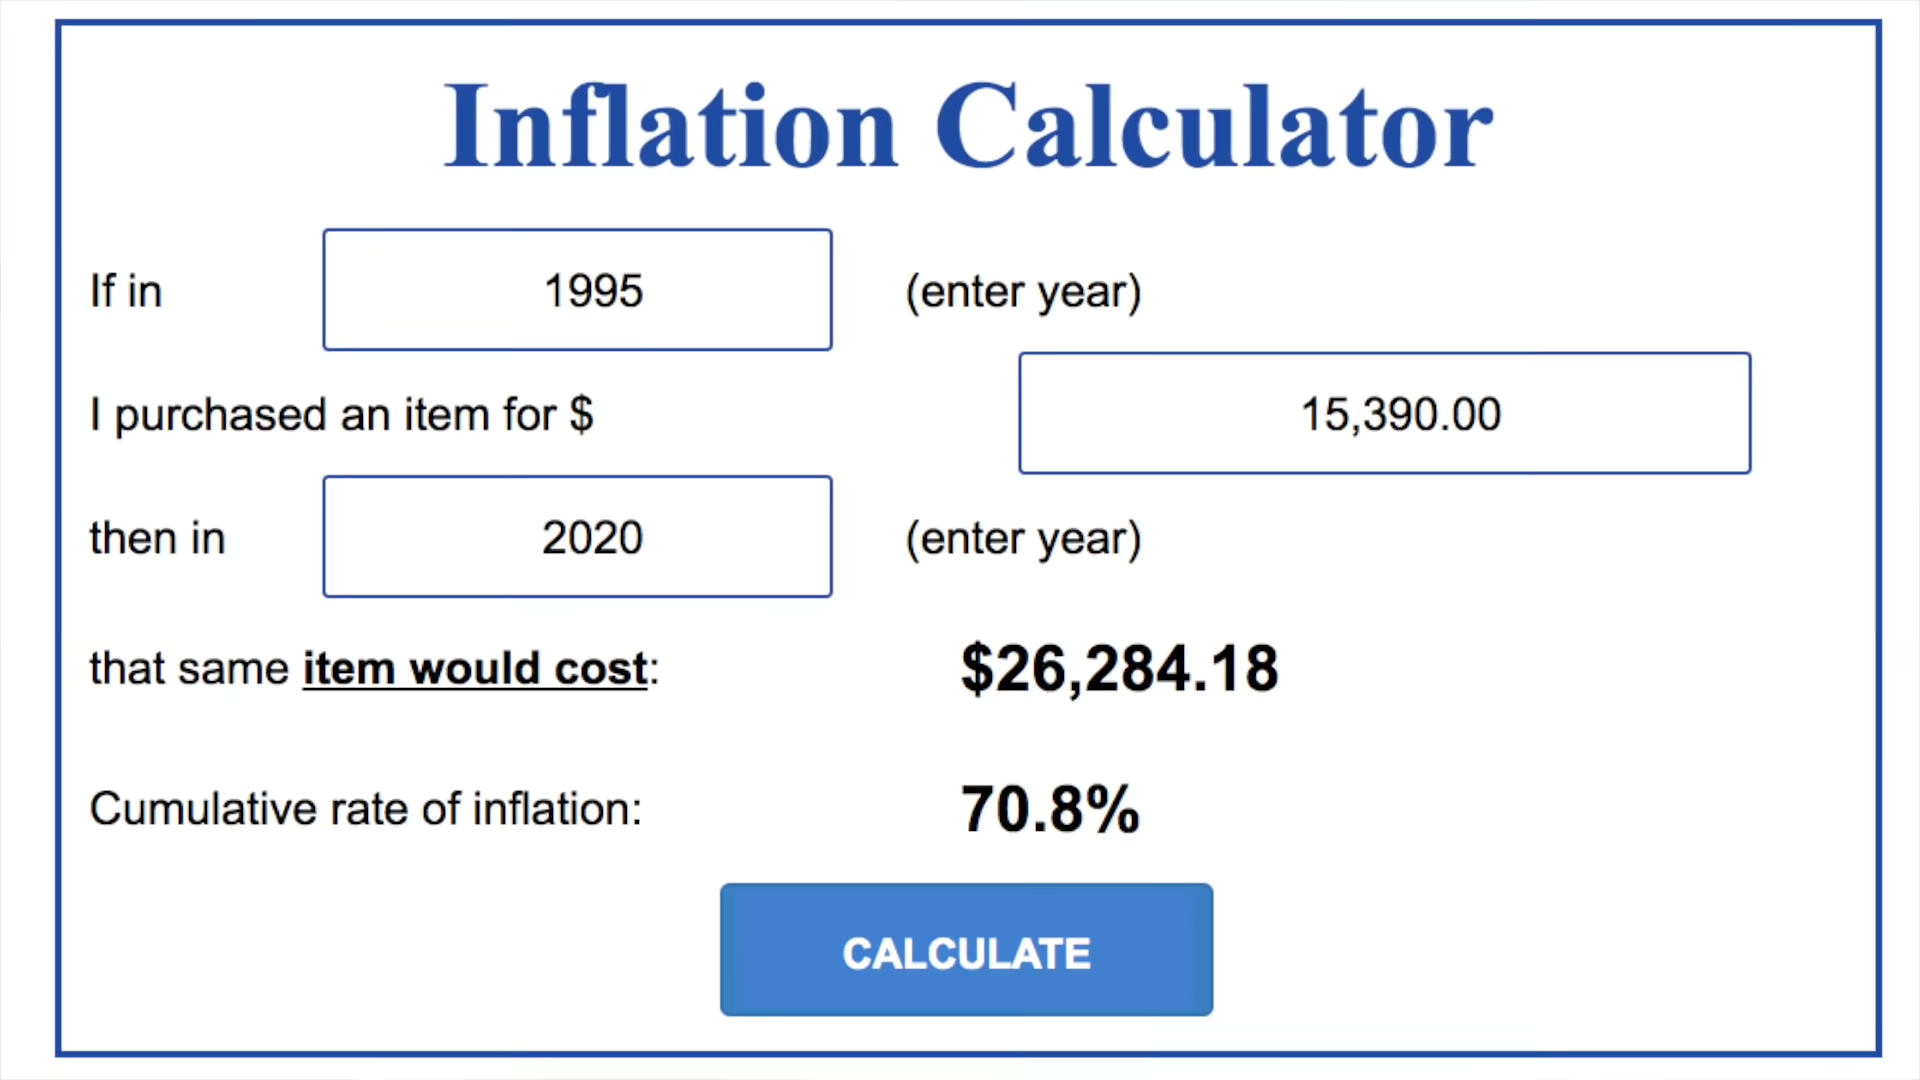 Inflation Calculator
If in 1995 (enter year)
I purchased an item for $ 15,390.00
then in 2020 (enter year)
that same item would cost: $26,284.18
Cumulative rate of inflation: 70.8%
CALCULATE